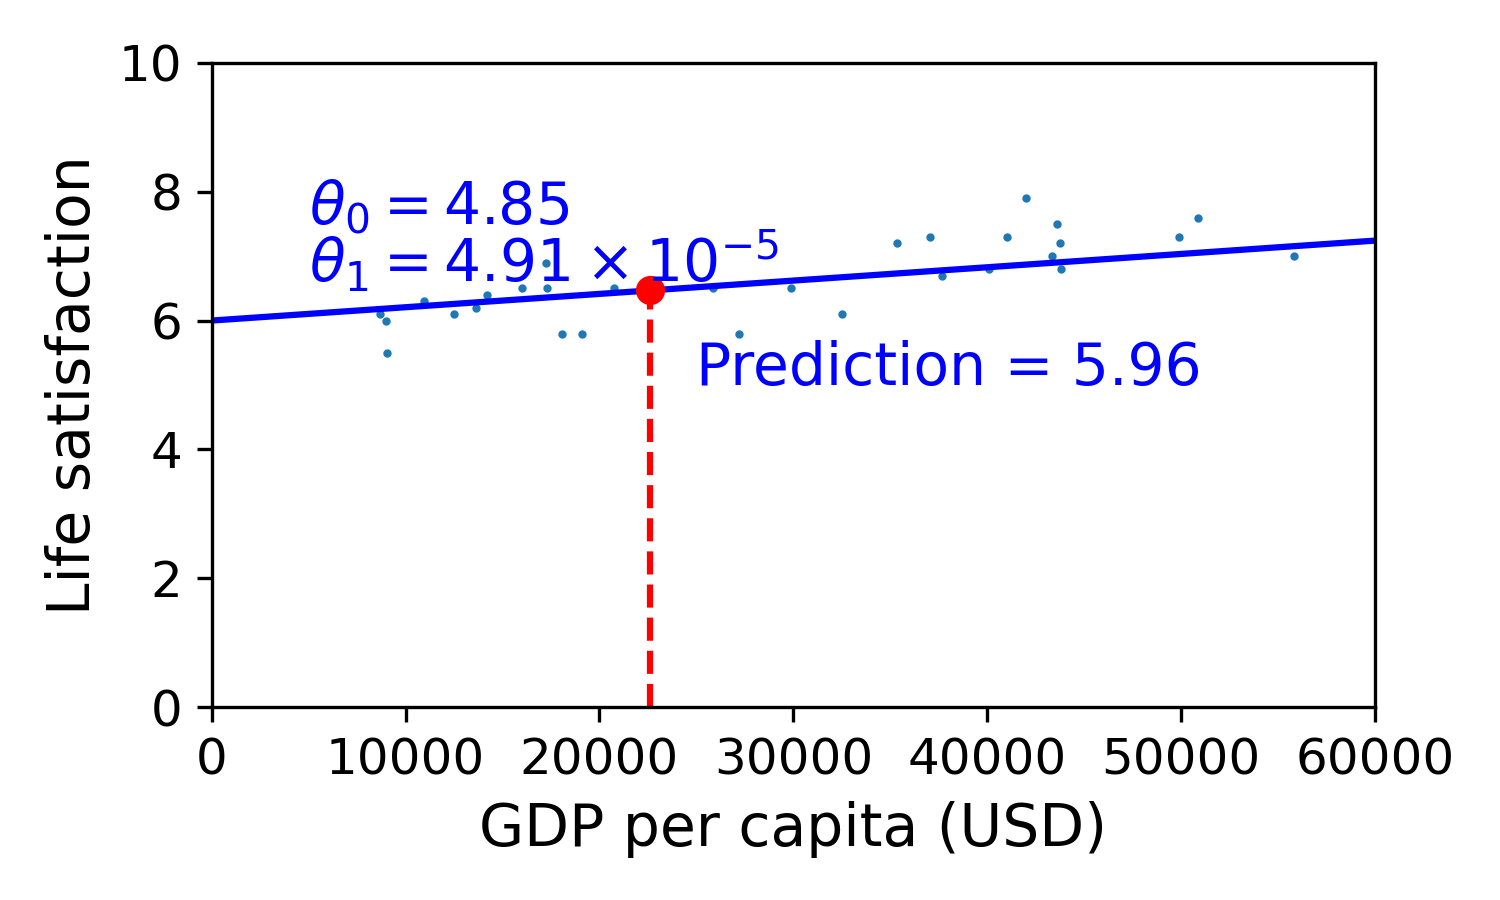 10
8
6
4
2
0
Life satisfaction
θ₀ = 4.85
θ₁ = 4.91 × 10⁻⁵
Prediction = 5.96
0 10000 20000 30000 40000 50000 60000
GDP per capita (USD)